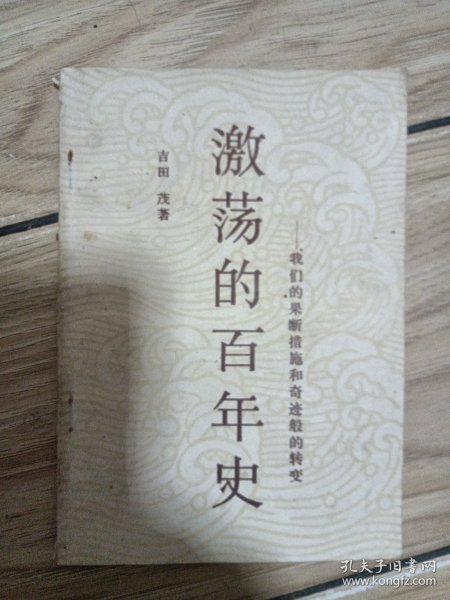 激荡的百年史
——我们的果断措施和奇迹般的转变
吉田 茂著
孔夫子旧书网
www.kongfz.com